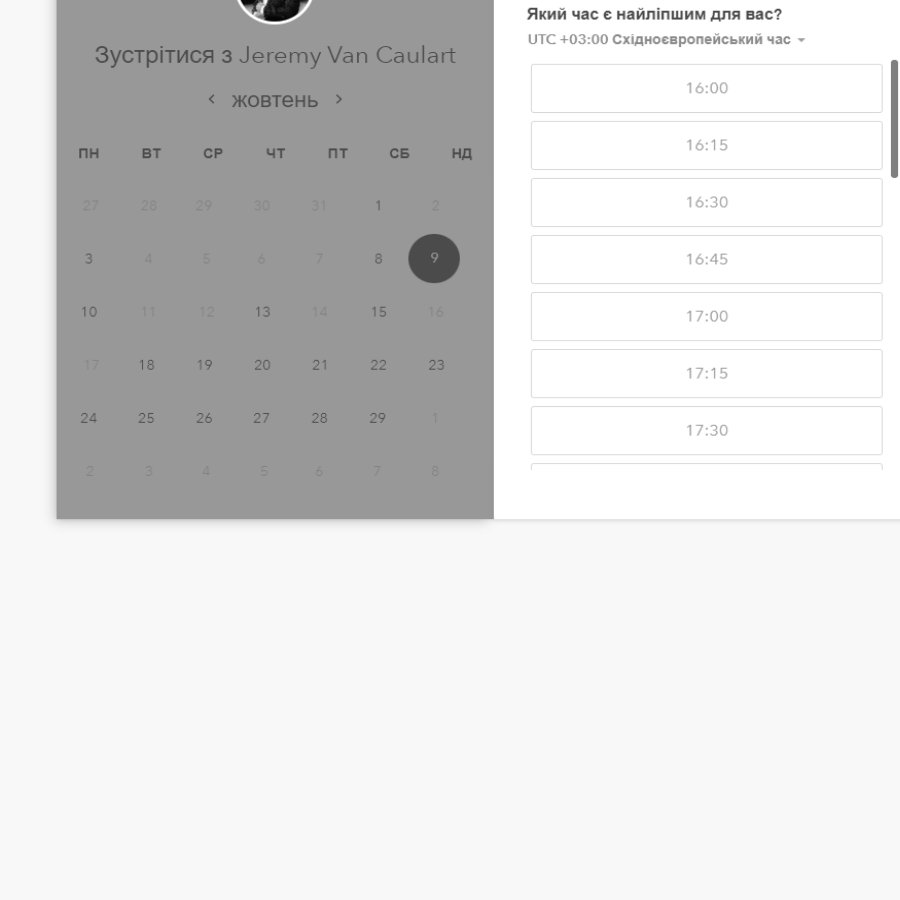 Зустрітися з Jeremy Van Caulart
жовтень
ПН ВТ СР ЧТ ПТ СБ НД
27 28 29 30 31 1 2
3 4 5 6 7 8 9
10 11 12 13 14 15 16
17 18 19 20 21 22 23
24 25 26 27 28 29 1
2 3 4 5 6 7 8
Який час є найліпшим для вас?
UTC +03:00 Східноєвропейський час
16:00
16:15
16:30
16:45
17:00
17:15
17:30